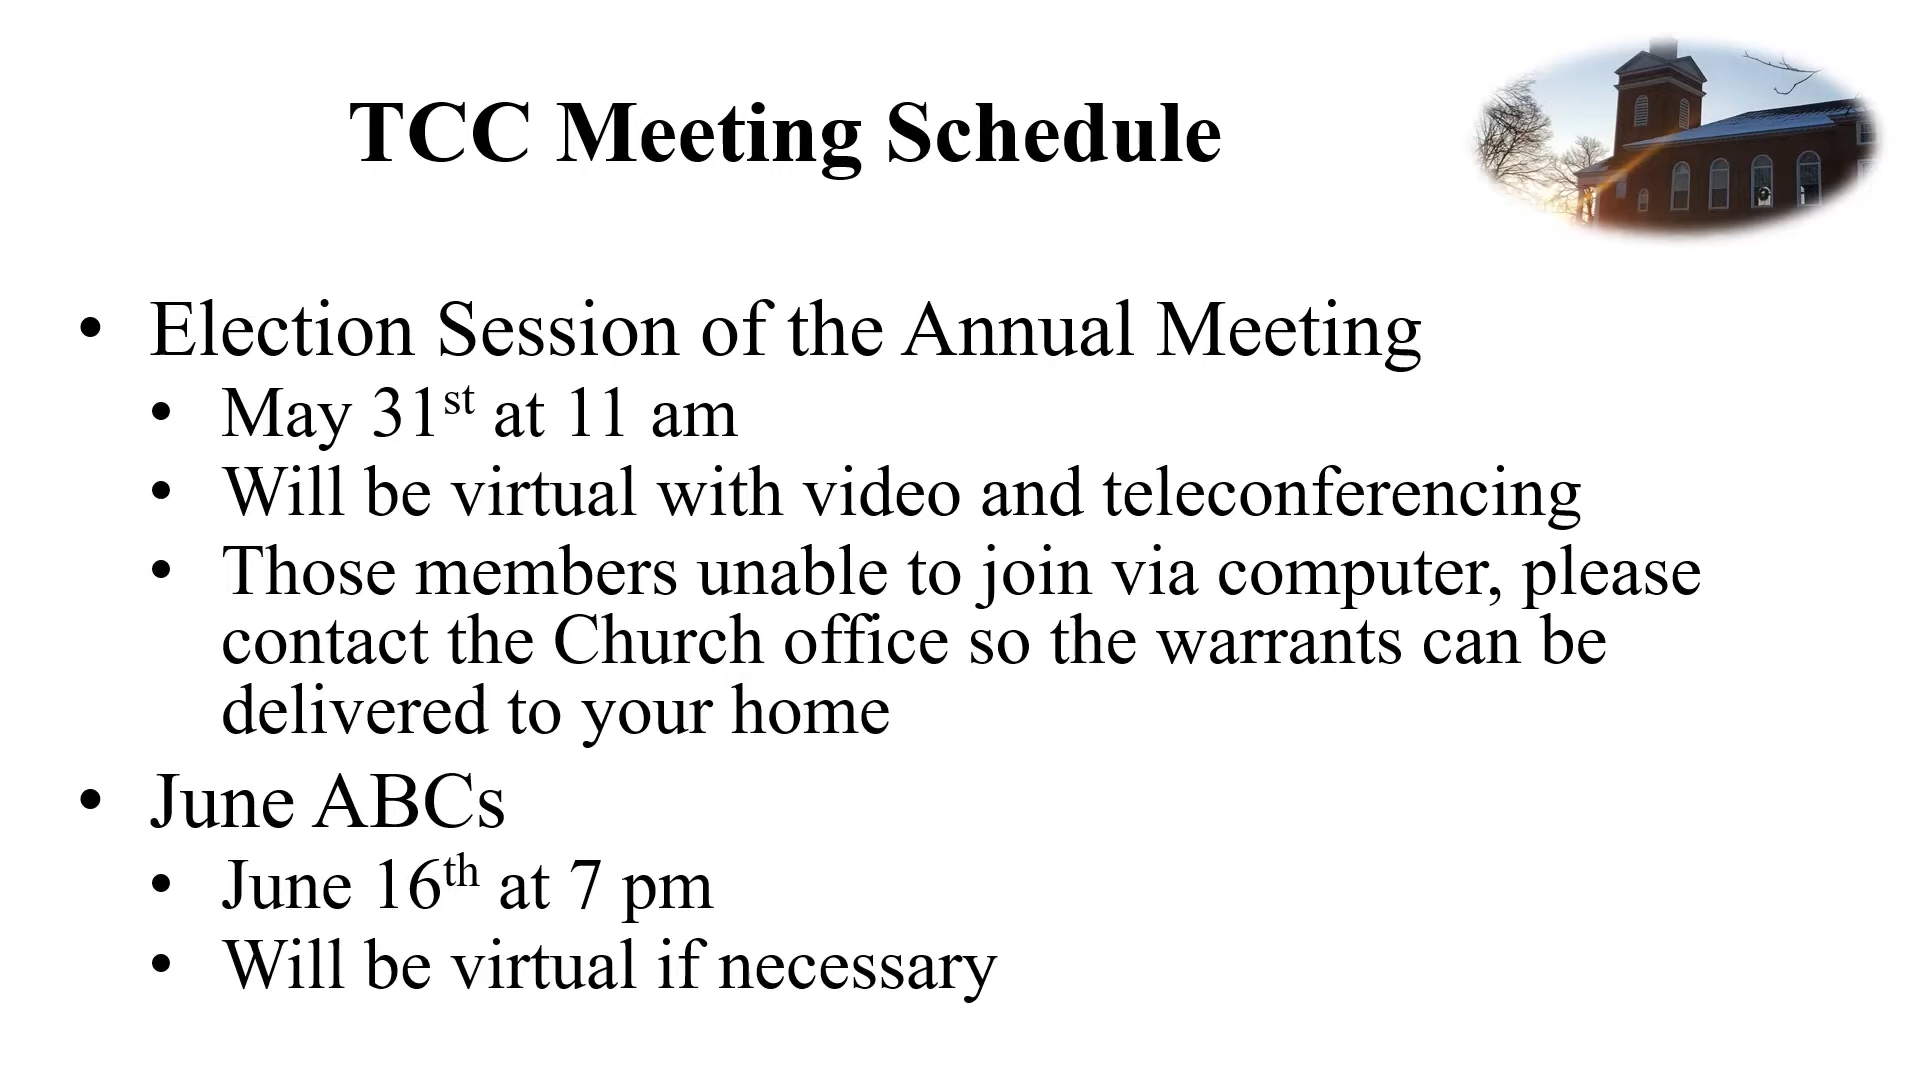 TCC Meeting Schedule
• Election Session of the Annual Meeting
• May 31st at 11 am
• Will be virtual with video and teleconferencing
• Those members unable to join via computer, please
contact the Church office so the warrants can be
delivered to your home
• June ABCs
• June 16th at 7 pm
• Will be virtual if necessary